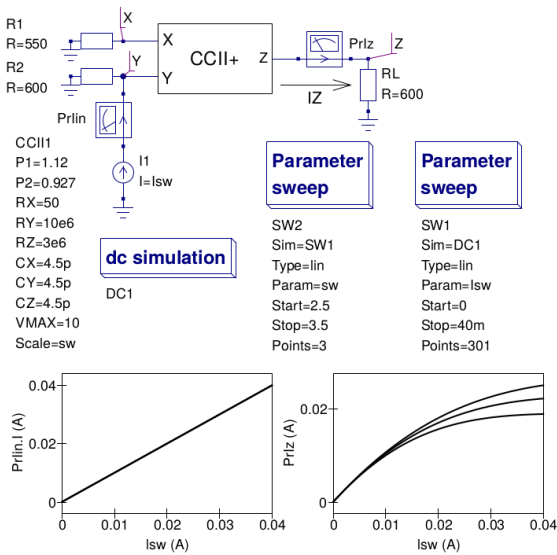 R1
R=550
X
X
R2
R=600
Y
Y
CCII+
Z
PrIz
Z
RL
R=600
IZ
PrIin
I1
I=Isw
CCII1
P1=1.12
P2=0.927
RX=50
RY=10e6
RZ=3e6
CX=4.5p
CY=4.5p
CZ=4.5p
VMAX=10
Scale=sw
dc simulation
DC1
Parameter
sweep
SW2
Sim=SW1
Type=lin
Param=sw
Start=2.5
Stop=3.5
Points=3
Parameter
sweep
SW1
Sim=DC1
Type=lin
Param=Isw
Start=0
Stop=40m
Points=301
PrIin.I (A)
0.04
0.02
0
0 0.01 0.02 0.03 0.04
Isw (A)
PrIz (A)
0.02
0
0 0.01 0.02 0.03 0.04
Isw (A)